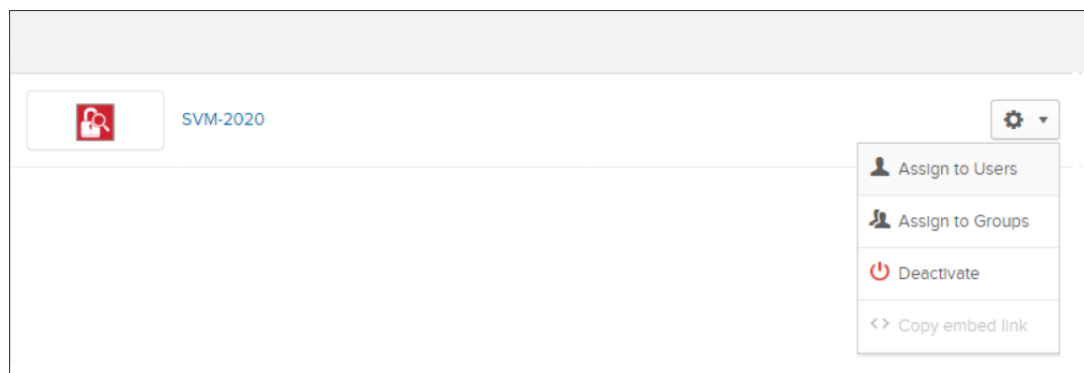 SVM-2020
Assign to Users
Assign to Groups
Deactivate
Copy embed link